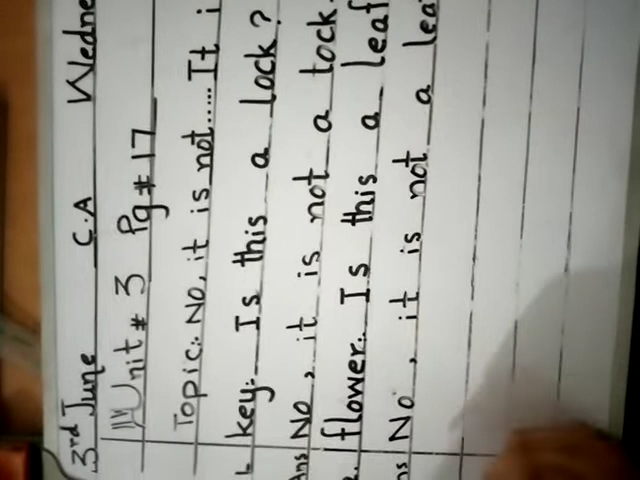 3rd June C.A Wedne
Unit # 3 Pg # 17
Topic:- No, it is not...... It i
key:- Is this a lock?
Ans No, it is not a tock.
flower:- Is this a leaf
No, it is not a lea